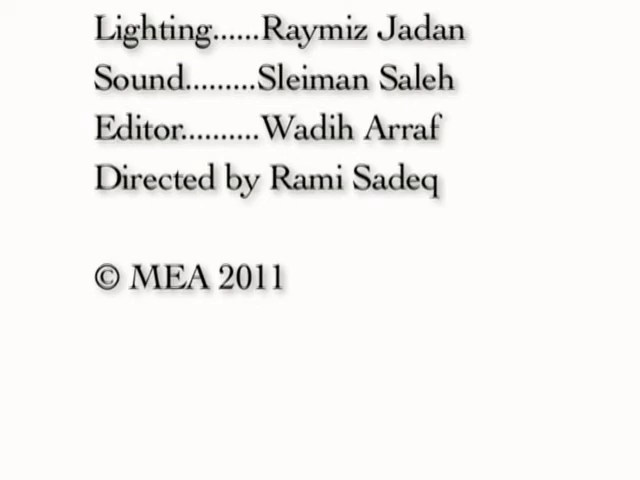 Lighting......Raymiz Jadan
Sound.........Sleiman Saleh
Editor..........Wadih Arraf
Directed by Rami Sadeq
© MEA 2011